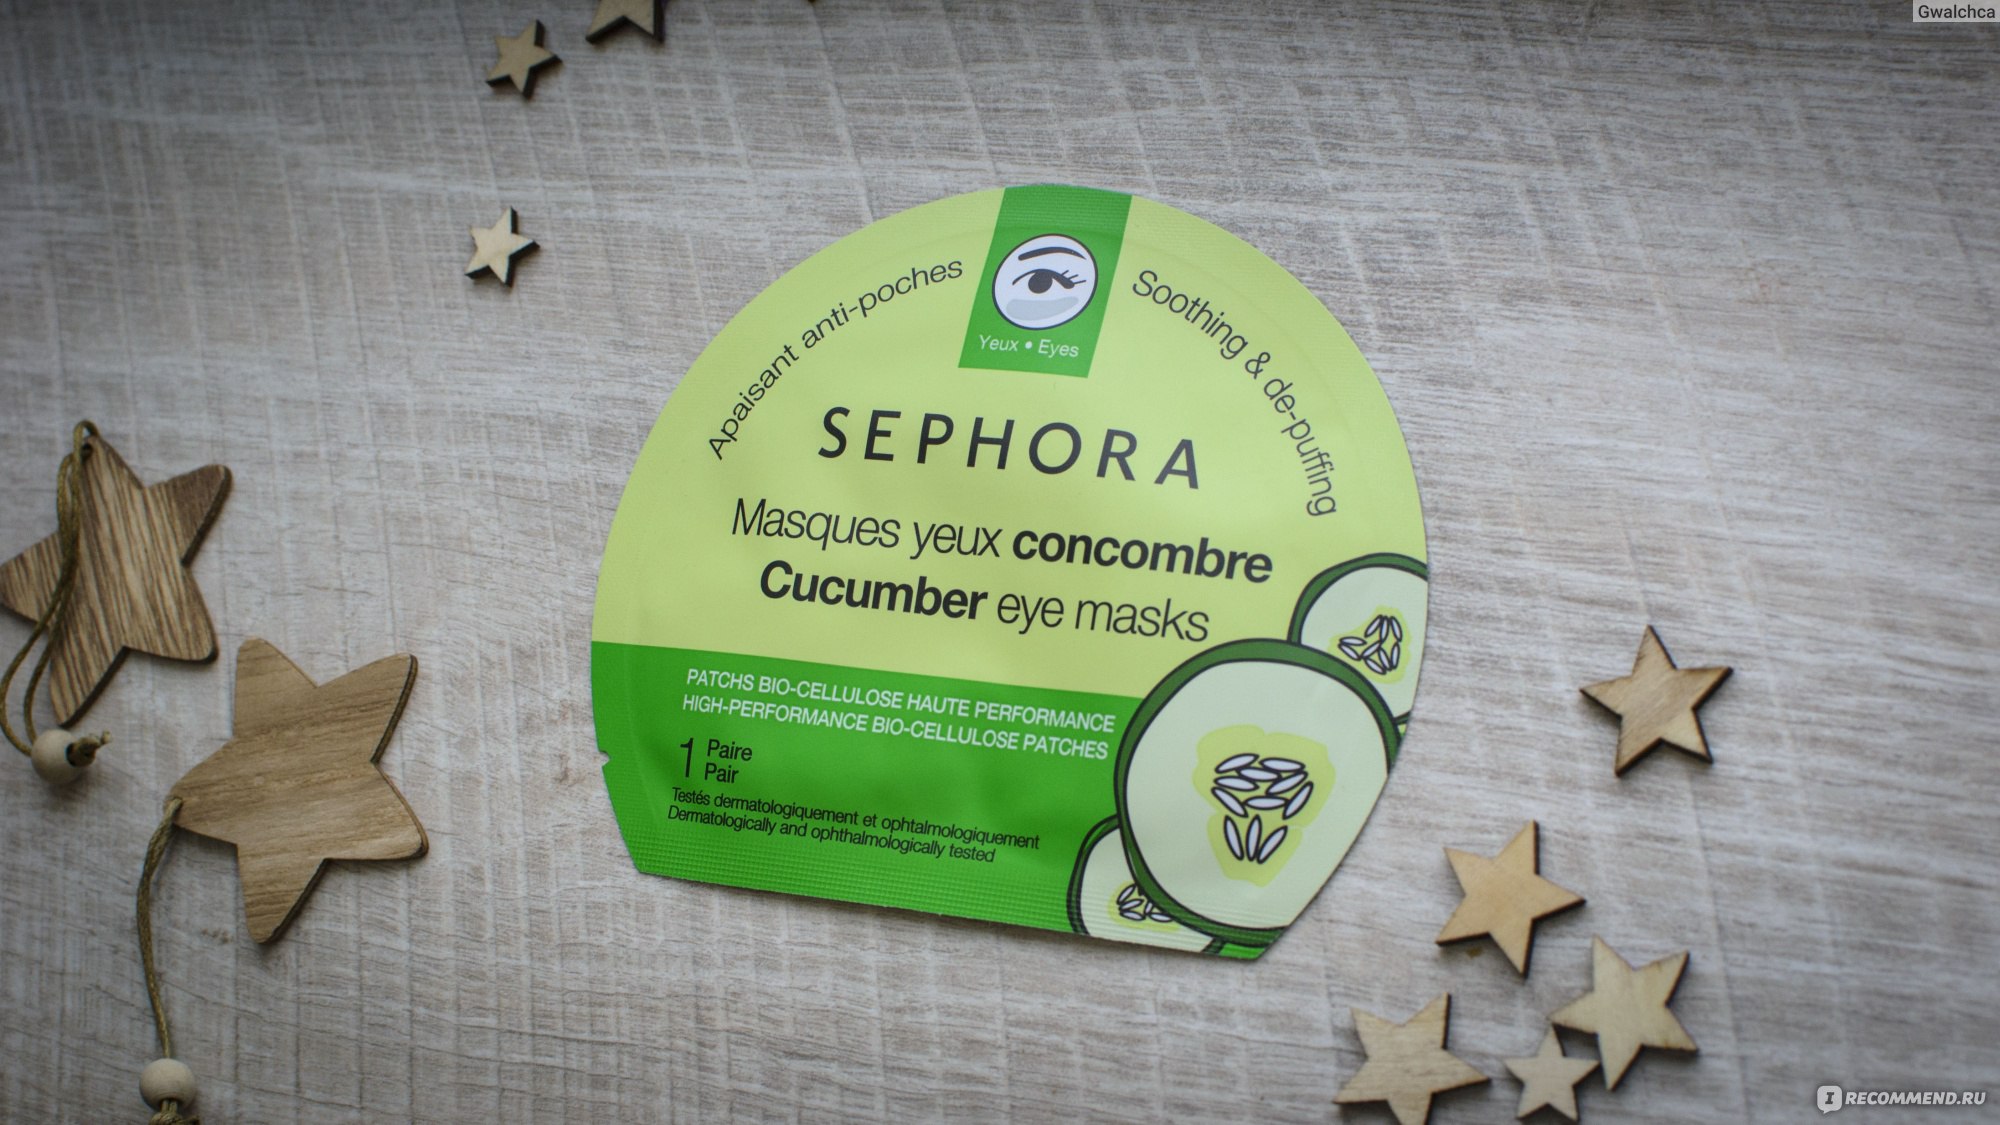 Gwalchca
Yeux • Eyes
Apaisant anti-poches
Soothing & de-puffing
SEPHORA
Masques yeux concombre
Cucumber eye masks
PATCHS BIO-CELLULOSE HAUTE PERFORMANCE
HIGH-PERFORMANCE BIO-CELLULOSE PATCHES
1 Paire
Pair
Testés dermatologiquement et ophtalmologiquement
Dermatologically and ophthalmologically tested
I RECOMMEND.RU